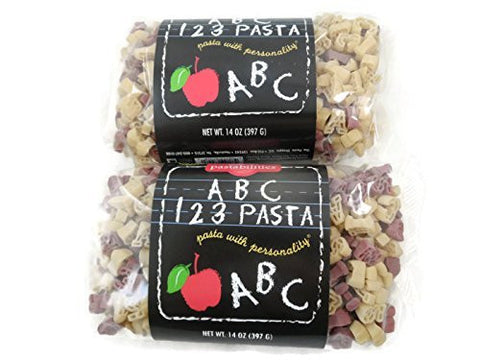 123 PASTA
pasta with personality®
ABC
NET. WT. 14 OZ (397 G)
pastabilities
ABC
123 PASTA
pasta with personality®
ABC
NET WT. 14 OZ (397 G)